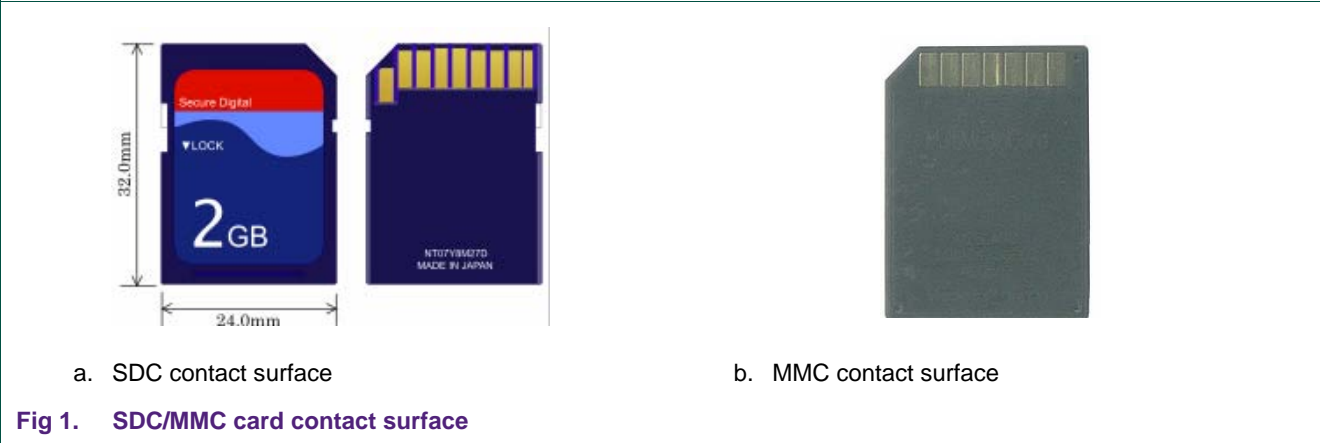 32.0mm
Secure Digital
▼LOCK
2GB
24.0mm
MADE IN JAPAN
a. SDC contact surface
b. MMC contact surface
Fig 1. SDC/MMC card contact surface